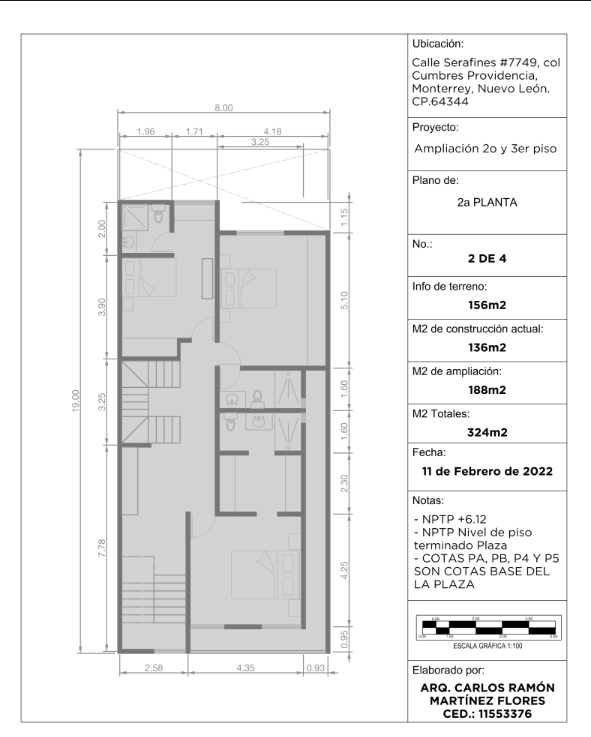 Ubicación:
Calle Serafines #7749, col
Cumbres Providencia,
Monterrey, Nuevo León.
CP.64344
Proyecto:
Ampliación 2o y 3er piso
Plano de:
2a PLANTA
No.:
2 DE 4
Info de terreno:
156m2
M2 de construcción actual:
136m2
M2 de ampliación:
188m2
M2 Totales:
324m2
Fecha:
11 de Febrero de 2022
Notas:
- NPTP +6.12
- NPTP Nivel de piso
terminado Plaza
- COTAS PA, PB, P4 Y P5
SON COTAS BASE DEL
LA PLAZA
ESCALA GRÁFICA 1:100
Elaborado por:
ARQ. CARLOS RAMÓN
MARTÍNEZ FLORES
CED.: 11553376
8.00
1.96 1.71 4.18
3.25
19.00
2.00
3.90
3.25
7.78
1.15
5.10
1.60
1.60
2.30
4.25
0.95
2.58 4.35 0.93